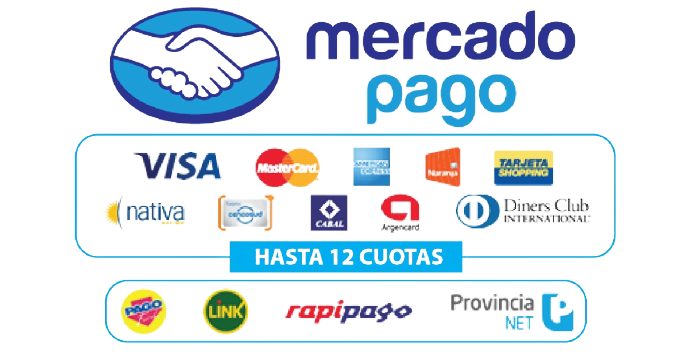 mercado
pago
VISA
MasterCard
AMERICAN EXPRESS
Naranja
TARJETA
SHOPPING
nativa
cencosud
CABAL
Argencard
Diners Club
INTERNATIONAL
HASTA 12 CUOTAS
PAGO
LINK
rapipago
Provincia
NET